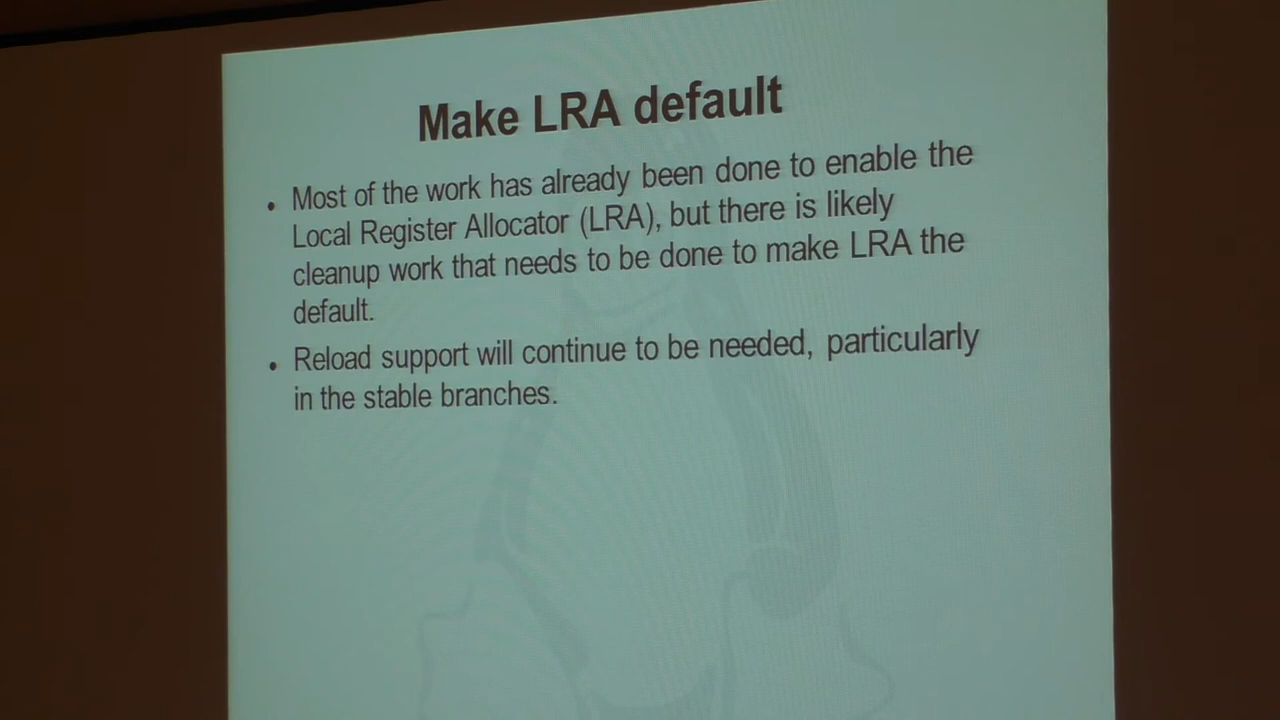 Make LRA default
• Most of the work has already been done to enable the
Local Register Allocator (LRA), but there is likely
cleanup work that needs to be done to make LRA the
default.
• Reload support will continue to be needed, particularly
in the stable branches.